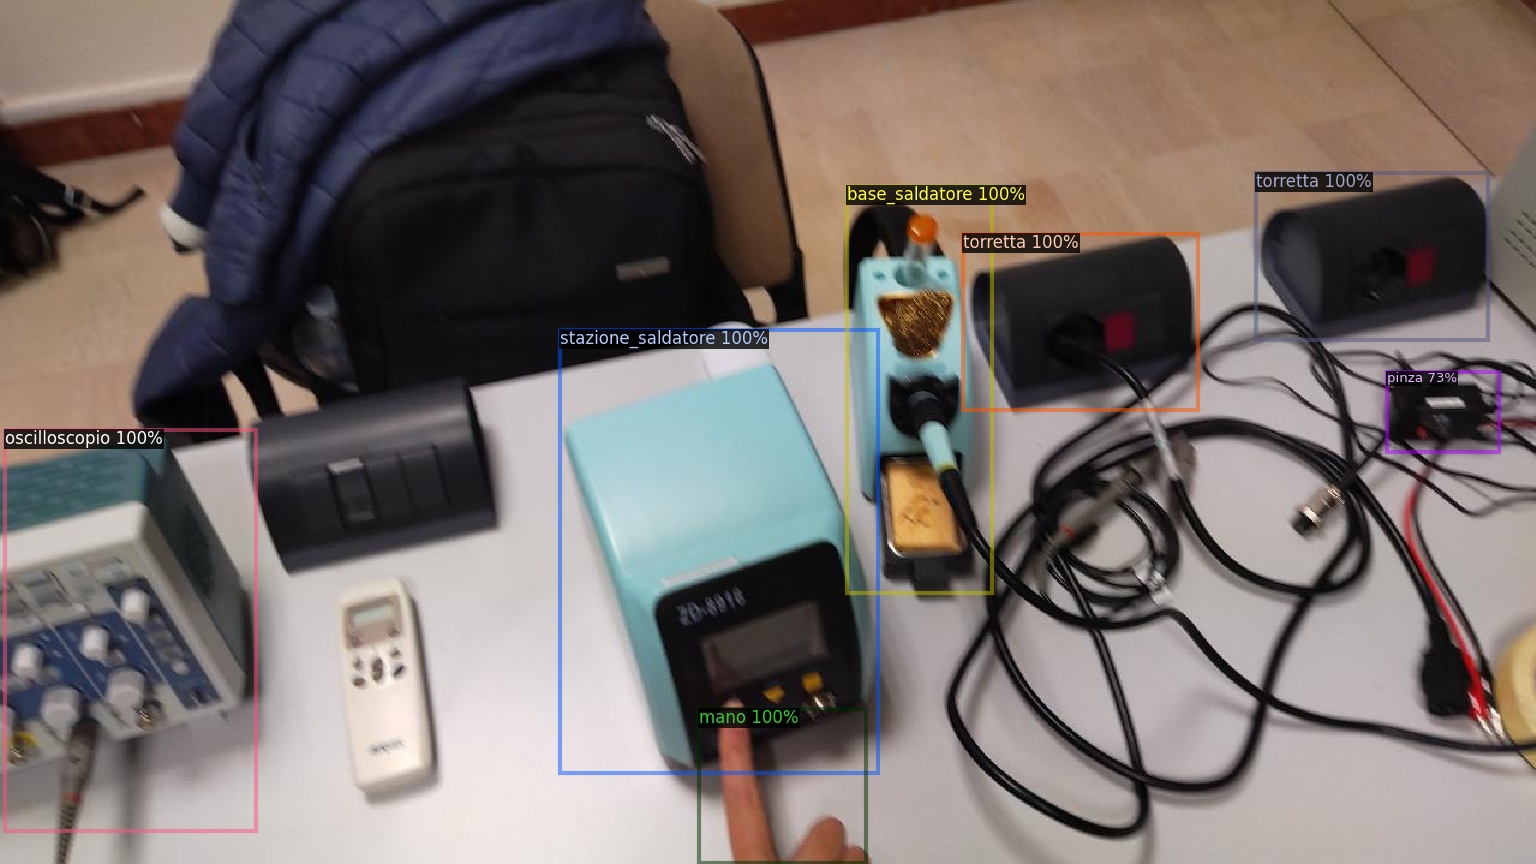 torretta 100%
base_saldatore 100%
torretta 100%
stazione_saldatore 100%
pinza 73%
oscilloscopio 100%
mano 100%